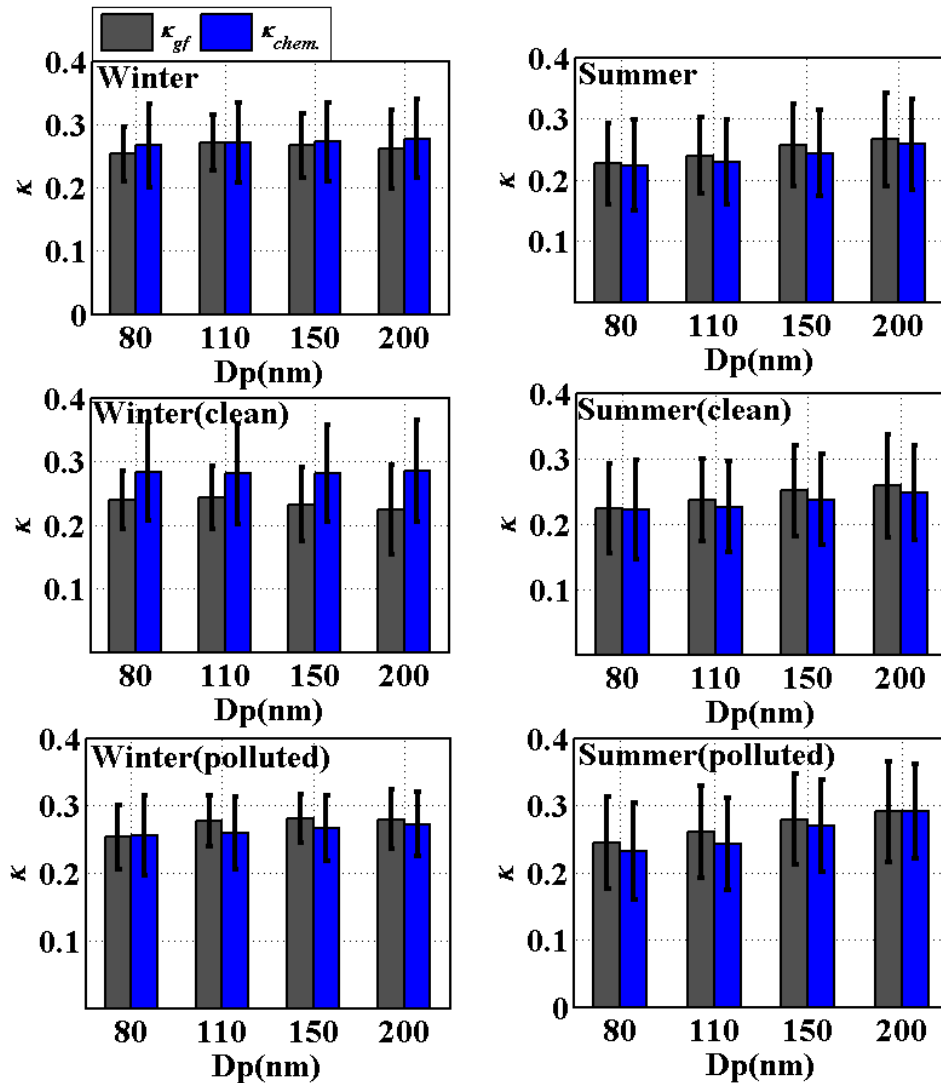 κgf κchem.
0.4 Winter
0.3
0.2
0.1
0
κ
80 110 150 200
Dp(nm)
0.4 Summer
0.3
0.2
0.1
κ
80 110 150 200
Dp(nm)
0.4 Winter(clean)
0.3
0.2
0.1
κ
80 110 150 200
Dp(nm)
0.4 Summer(clean)
0.3
0.2
0.1
κ
80 110 150 200
Dp(nm)
0.4 Winter(polluted)
0.3
0.2
0.1
κ
80 110 150 200
Dp(nm)
0.4 Summer(polluted)
0.3
0.2
0.1
0
κ
80 110 150 200
Dp(nm)